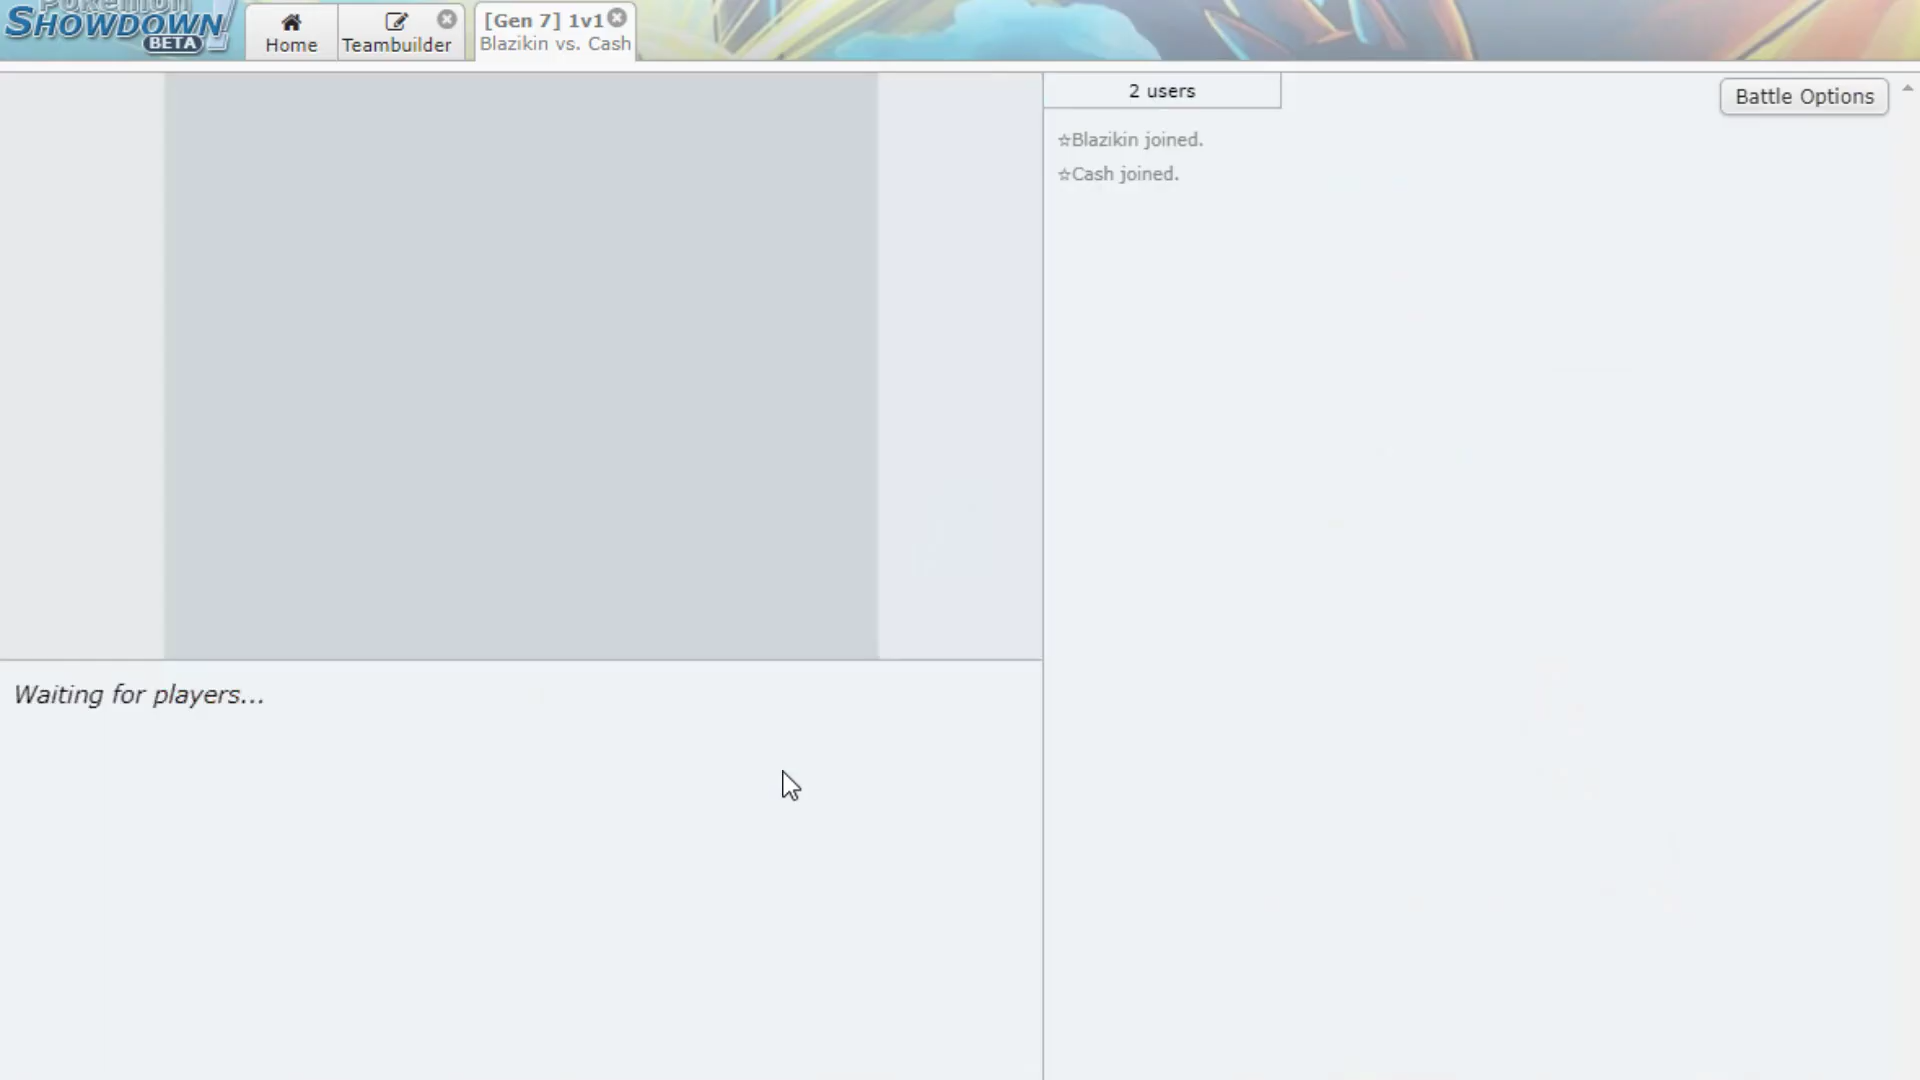 Pokémon
SHOWDOWN
BETA
Home
Teambuilder
[Gen 7] 1v1
Blazikin vs. Cash
2 users
Battle Options
☆Blazikin joined.
☆Cash joined.
Waiting for players...